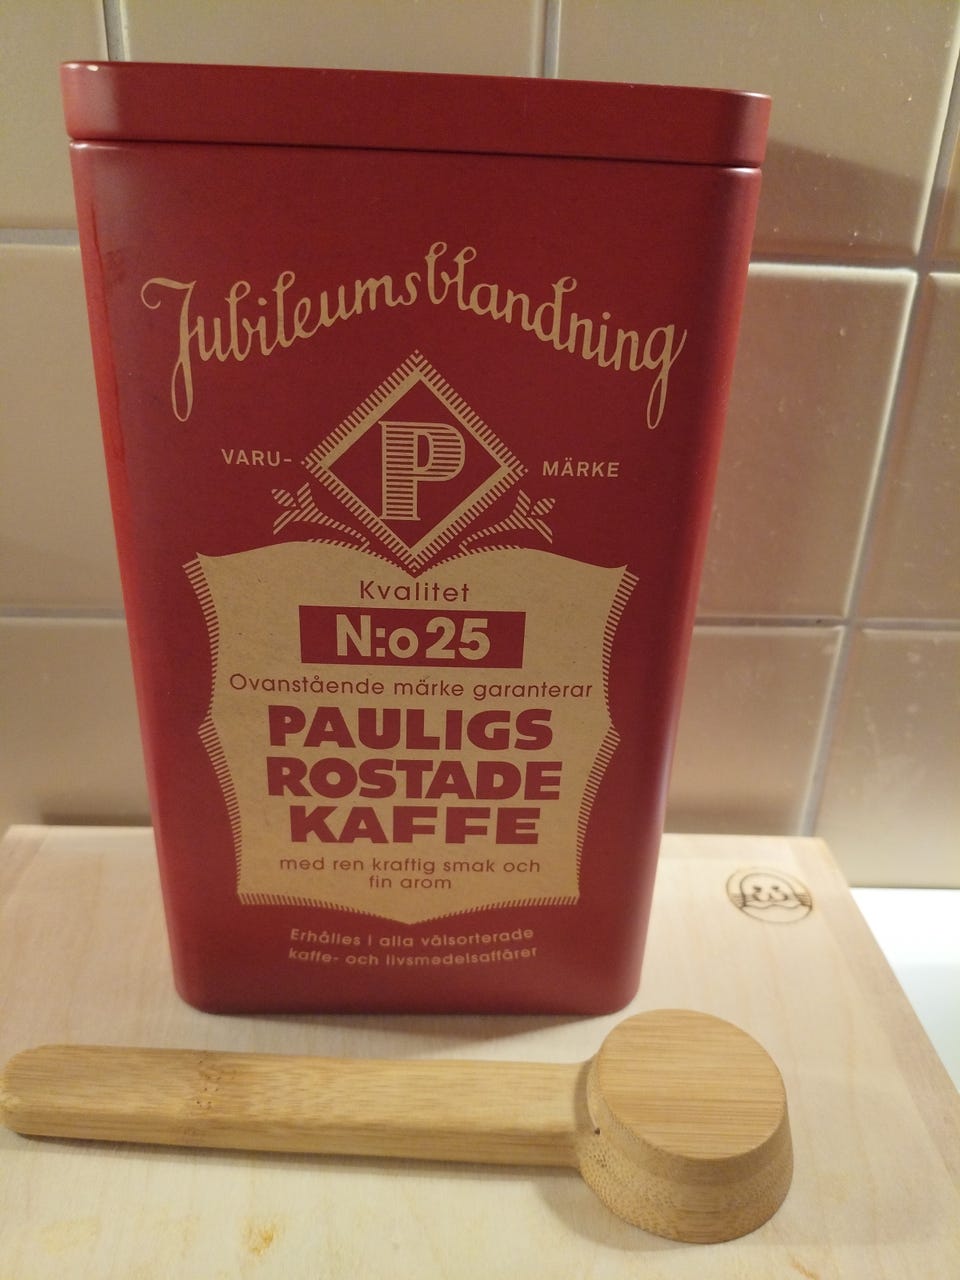 Jubileumsblandning
VARU- P MÄRKE
Kvalitet
N:o 25
Ovanstående märke garanterar
PAULIGS
ROSTADE
KAFFE
med ren kraftig smak och
fin arom
Erhålles i alla välsorterade
kaffe- och livsmedelsaffärer